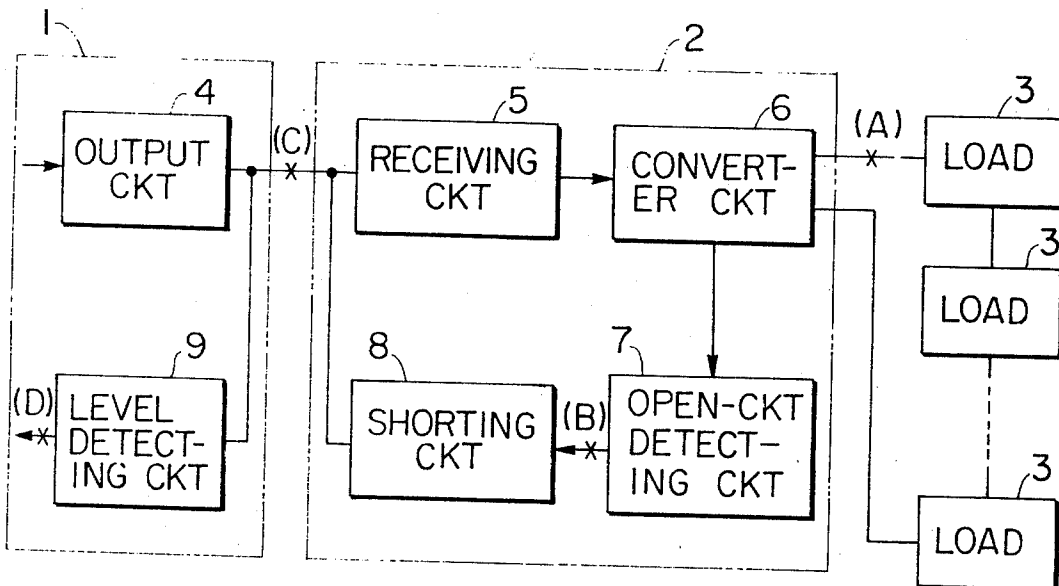 1
2
4
OUTPUT
CKT
(C)
5
RECEIVING
CKT
6
CONVERT-
ER CKT
(A)
3
LOAD
3
LOAD
(D)
9
LEVEL
DETECT-
ING CKT
8
SHORTING
CKT
(B)
7
OPEN-CKT
DETECT-
ING CKT
3
LOAD